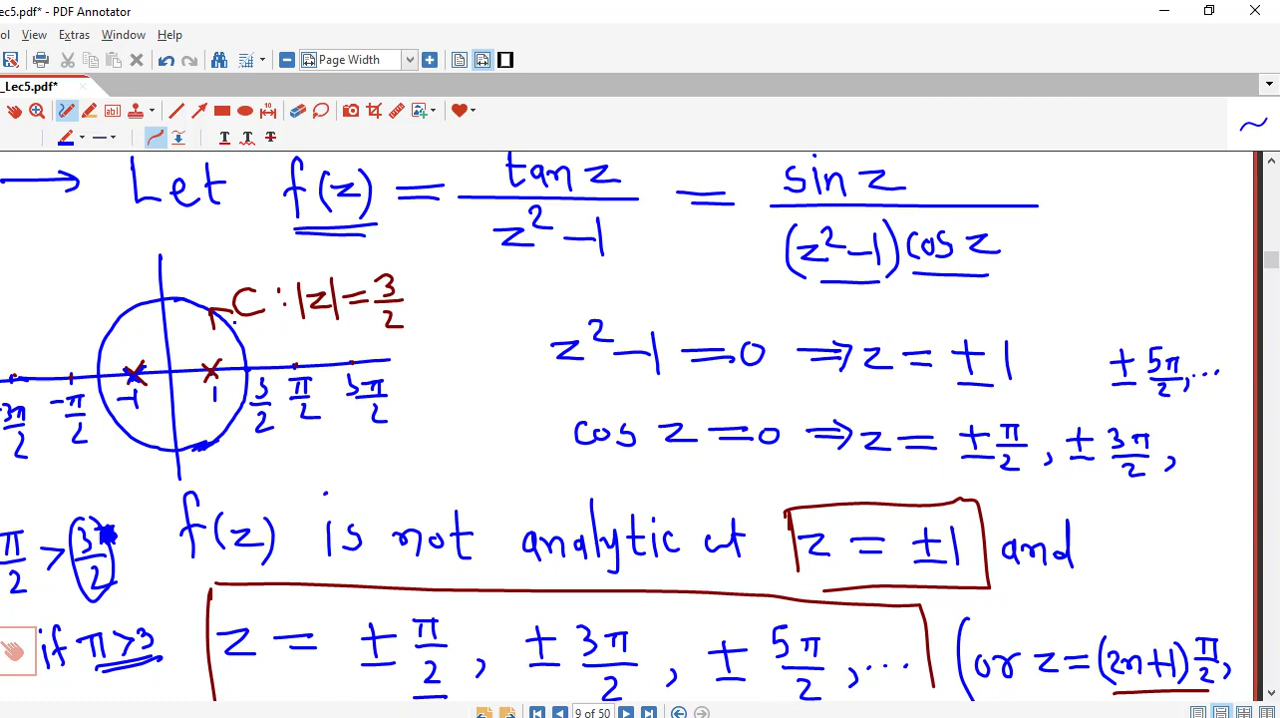 ec5.pdf* - PDF Annotator
ol View Extras Window Help
Page Width
_Lec5.pdf*
→ Let f(z) = tan z / z² − 1 = sin z / (z² − 1) cos z
C : |z| = 3/2
z² − 1 = 0 ⇒ z = ± 1
± 5π/2, ...
−3π/2 −π/2 −1 1 3/2 π/2 3π/2
cos z = 0 ⇒ z = ± π/2, ± 3π/2,
f(z) is not analytic at z = ±1 and
π/2 > 3/2
if π > 3
z = ± π/2, ± 3π/2, ± 5π/2, ... (or z = (2n+1) π/2,
9 of 50